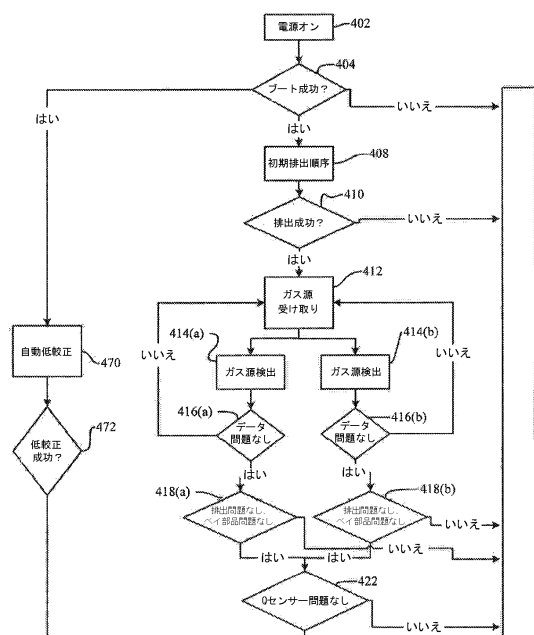 電源オン
402
404
ブート成功？
いいえ
はい
はい
初期排出順序
408
410
排出成功？
いいえ
はい
412
ガス源
受け取り
414(a)
414(b)
いいえ
いいえ
自動低較正
470
ガス源検出
ガス源検出
416(a)
416(b)
データ
問題なし
データ
問題なし
472
低較正
成功？
はい
はい
418(a)
418(b)
排出問題なし、
ベイ部品問題なし
排出問題なし、
ベイ部品問題なし
いいえ
いいえ
はい
はい
422
Oセンサー問題なし
いいえ